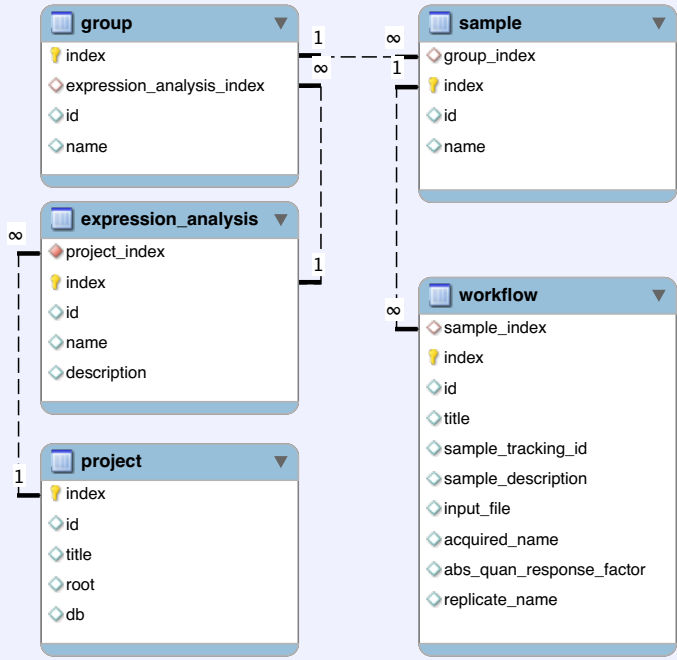 group
index
expression_analysis_index
id
name
1
∞
expression_analysis
project_index
index
id
name
description
∞
1
project
index
id
title
root
db
1
sample
group_index
index
id
name
∞
1
workflow
sample_index
index
id
title
sample_tracking_id
sample_description
input_file
acquired_name
abs_quan_response_factor
replicate_name
∞